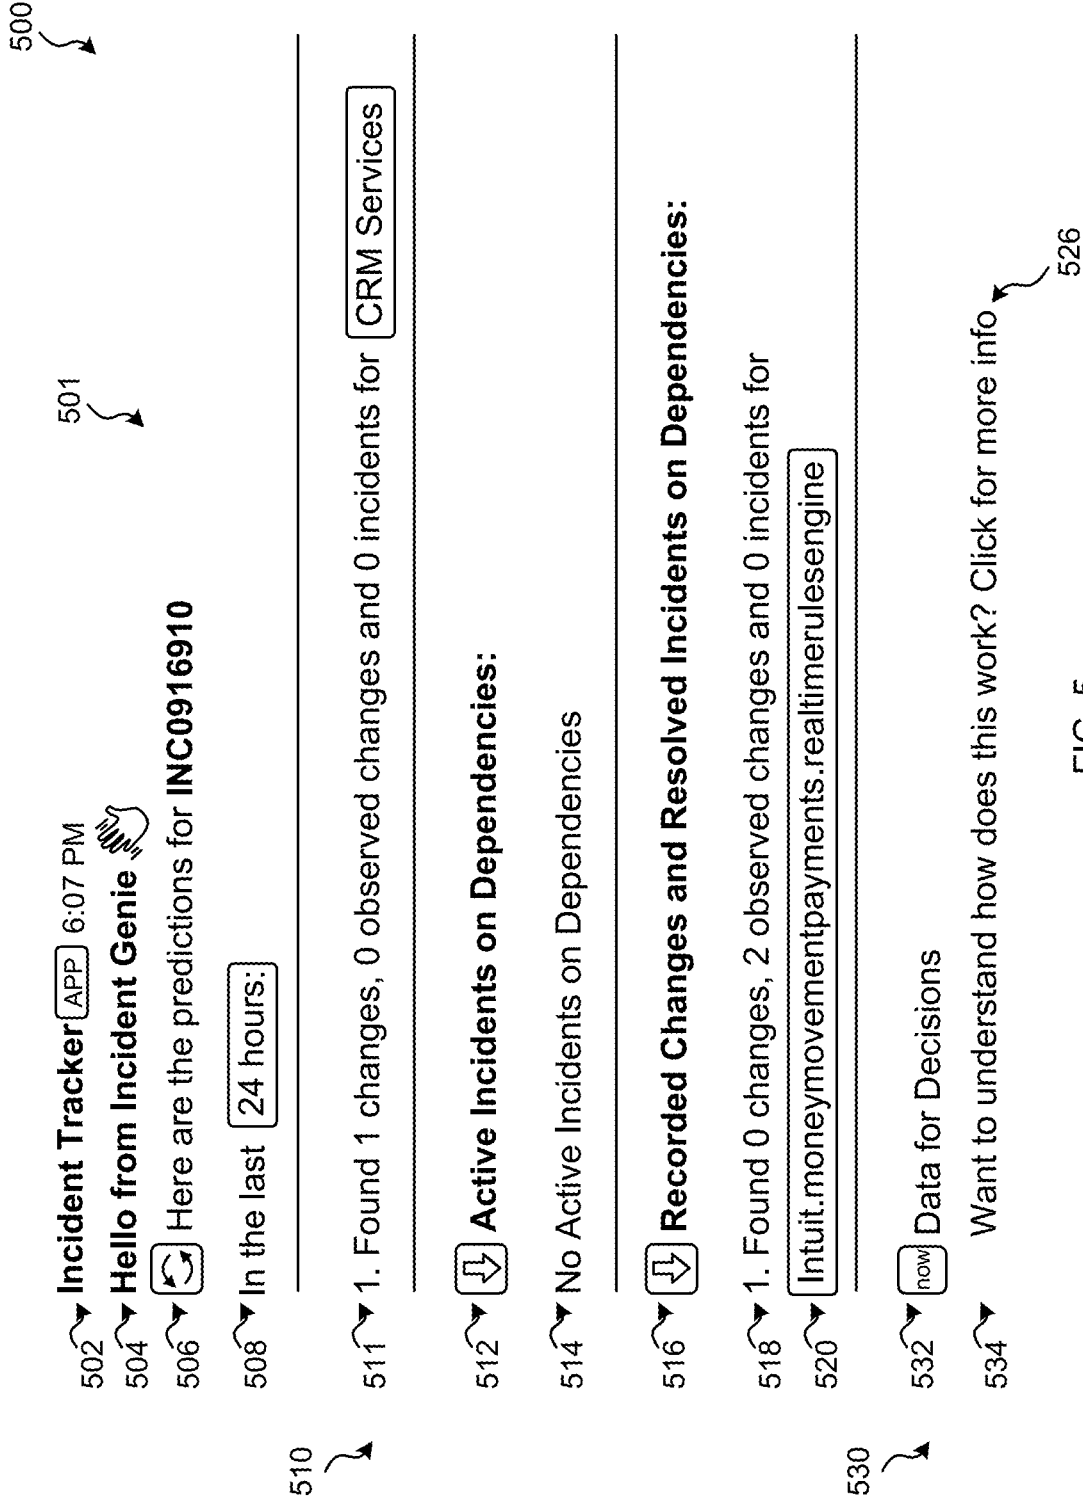 500
501
502 Incident Tracker APP 6:07 PM
504 Hello from Incident Genie
506 Here are the predictions for INC0916910
508 In the last 24 hours:
510
511 1. Found 1 changes, 0 observed changes and 0 incidents for CRM Services
512 Active Incidents on Dependencies:
514 No Active Incidents on Dependencies
516 Recorded Changes and Resolved Incidents on Dependencies:
518 1. Found 0 changes, 2 observed changes and 0 incidents for
520 Intuit.moneymovementpayments.realtimerulesengine
530
532 now Data for Decisions
534 Want to understand how does this work? Click for more info
526
FIG. 5